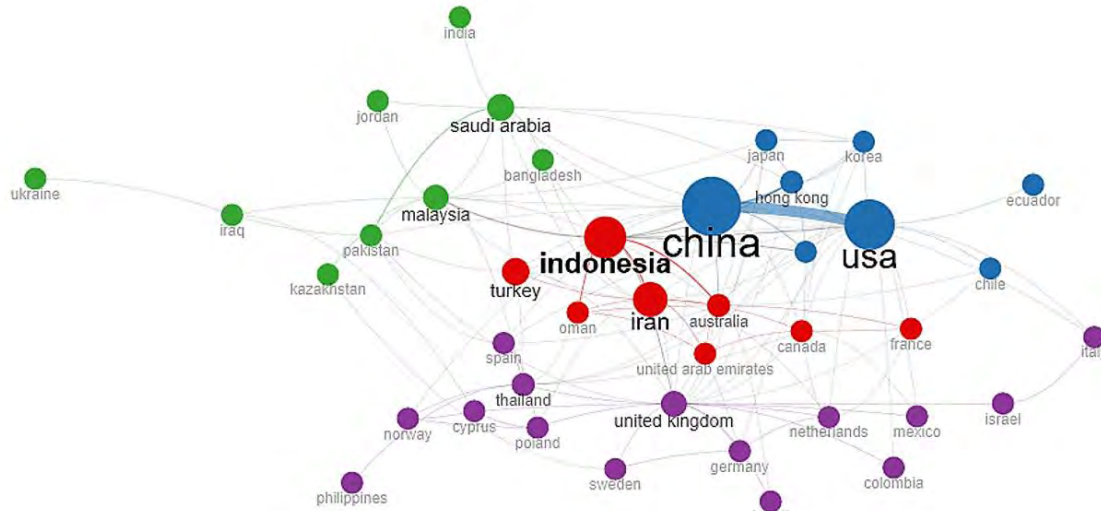 india
jordan
saudi arabia
japan
korea
bangladesh
ukraine
hong kong
ecuador
malaysia
iraq
china
usa
pakistan
indonesia
kazakhstan
turkey
chile
oman
iran
australia
spain
united arab emirates
canada
france
thailand
norway
cyprus
poland
united kingdom
netherlands
mexico
israel
sweden
germany
colombia
philippines